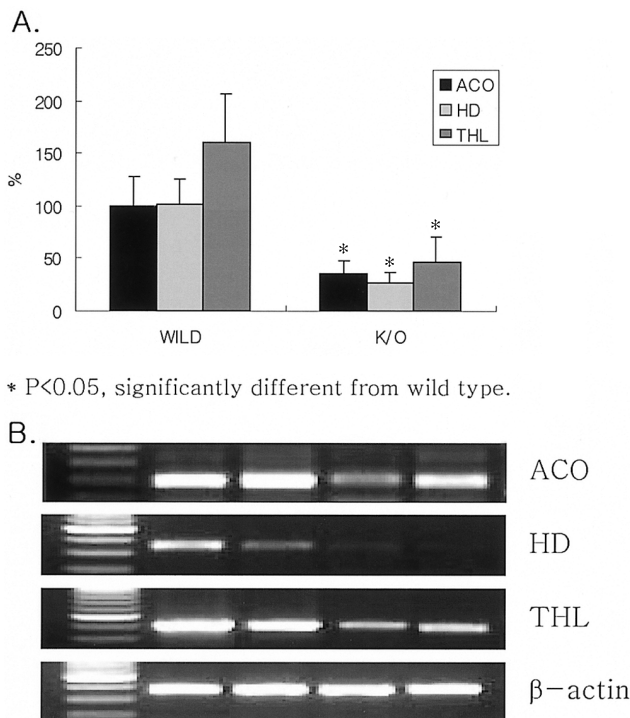 A.
250
200
150
100
50
0
%
ACO
HD
THL
* * *
WILD K/O
* P<0.05, significantly different from wild type.
B.
ACO
HD
THL
β-actin